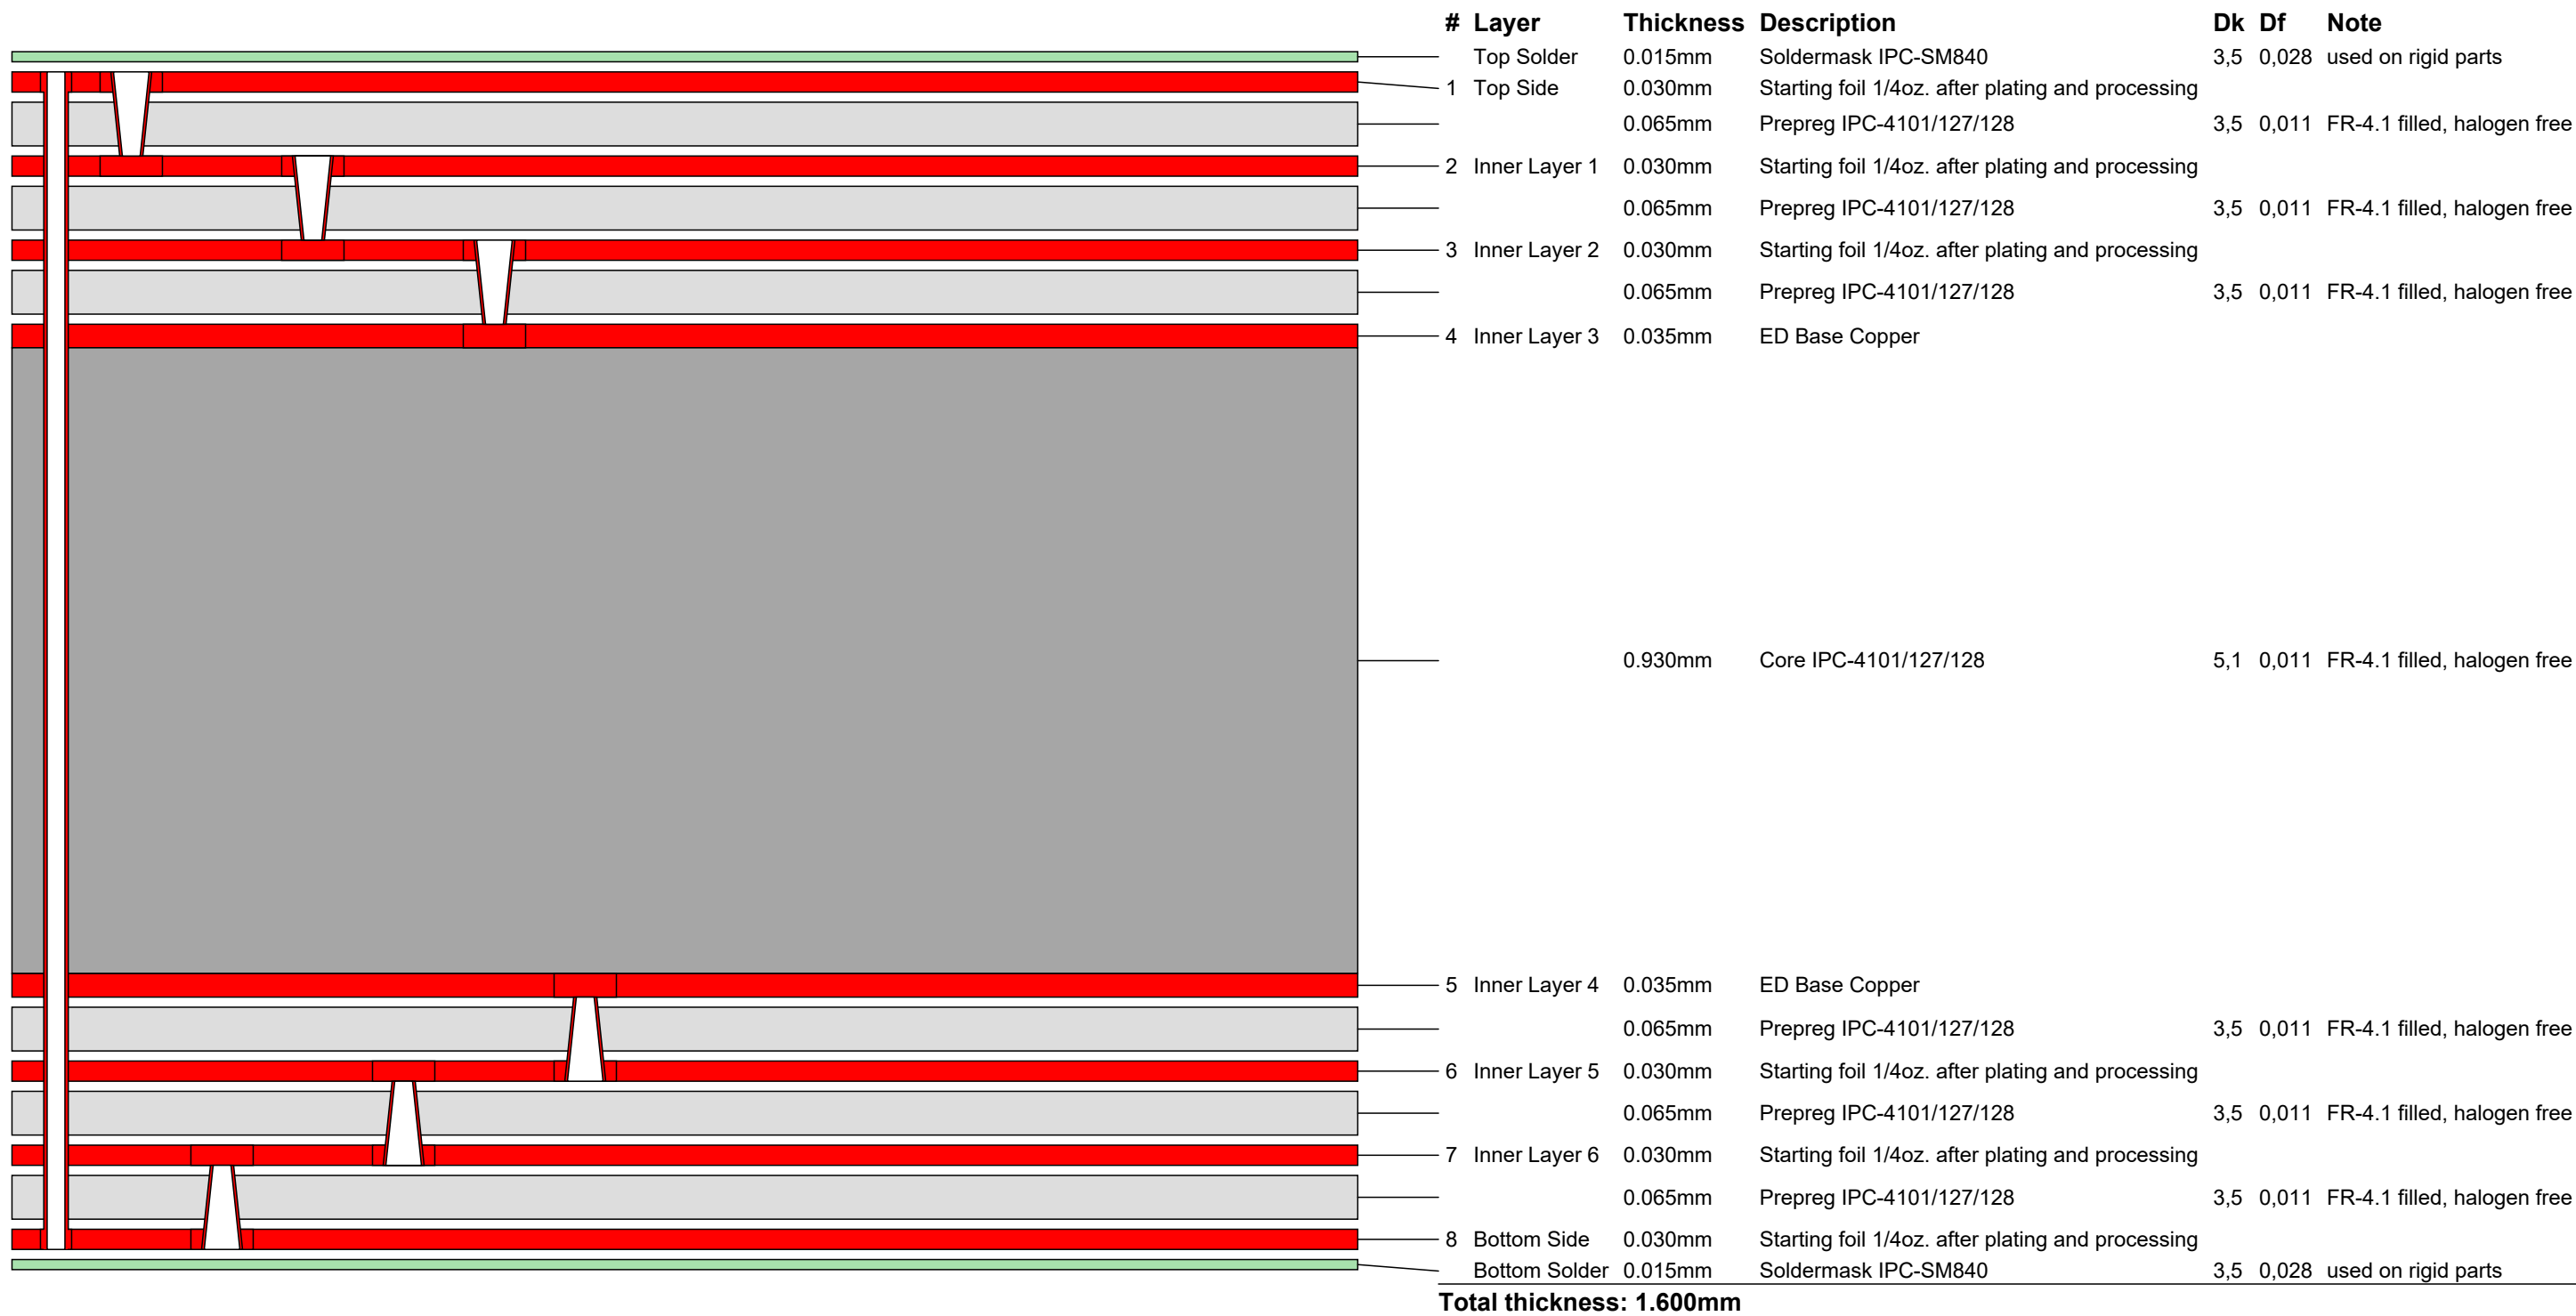 # Layer Thickness Description Dk Df Note
Top Solder 0.015mm Soldermask IPC-SM840 3,5 0,028 used on rigid parts
1 Top Side 0.030mm Starting foil 1/4oz. after plating and processing
0.065mm Prepreg IPC-4101/127/128 3,5 0,011 FR-4.1 filled, halogen free
2 Inner Layer 1 0.030mm Starting foil 1/4oz. after plating and processing
0.065mm Prepreg IPC-4101/127/128 3,5 0,011 FR-4.1 filled, halogen free
3 Inner Layer 2 0.030mm Starting foil 1/4oz. after plating and processing
0.065mm Prepreg IPC-4101/127/128 3,5 0,011 FR-4.1 filled, halogen free
4 Inner Layer 3 0.035mm ED Base Copper
0.930mm Core IPC-4101/127/128 5,1 0,011 FR-4.1 filled, halogen free
5 Inner Layer 4 0.035mm ED Base Copper
0.065mm Prepreg IPC-4101/127/128 3,5 0,011 FR-4.1 filled, halogen free
6 Inner Layer 5 0.030mm Starting foil 1/4oz. after plating and processing
0.065mm Prepreg IPC-4101/127/128 3,5 0,011 FR-4.1 filled, halogen free
7 Inner Layer 6 0.030mm Starting foil 1/4oz. after plating and processing
0.065mm Prepreg IPC-4101/127/128 3,5 0,011 FR-4.1 filled, halogen free
8 Bottom Side 0.030mm Starting foil 1/4oz. after plating and processing
Bottom Solder 0.015mm Soldermask IPC-SM840 3,5 0,028 used on rigid parts
Total thickness: 1.600mm